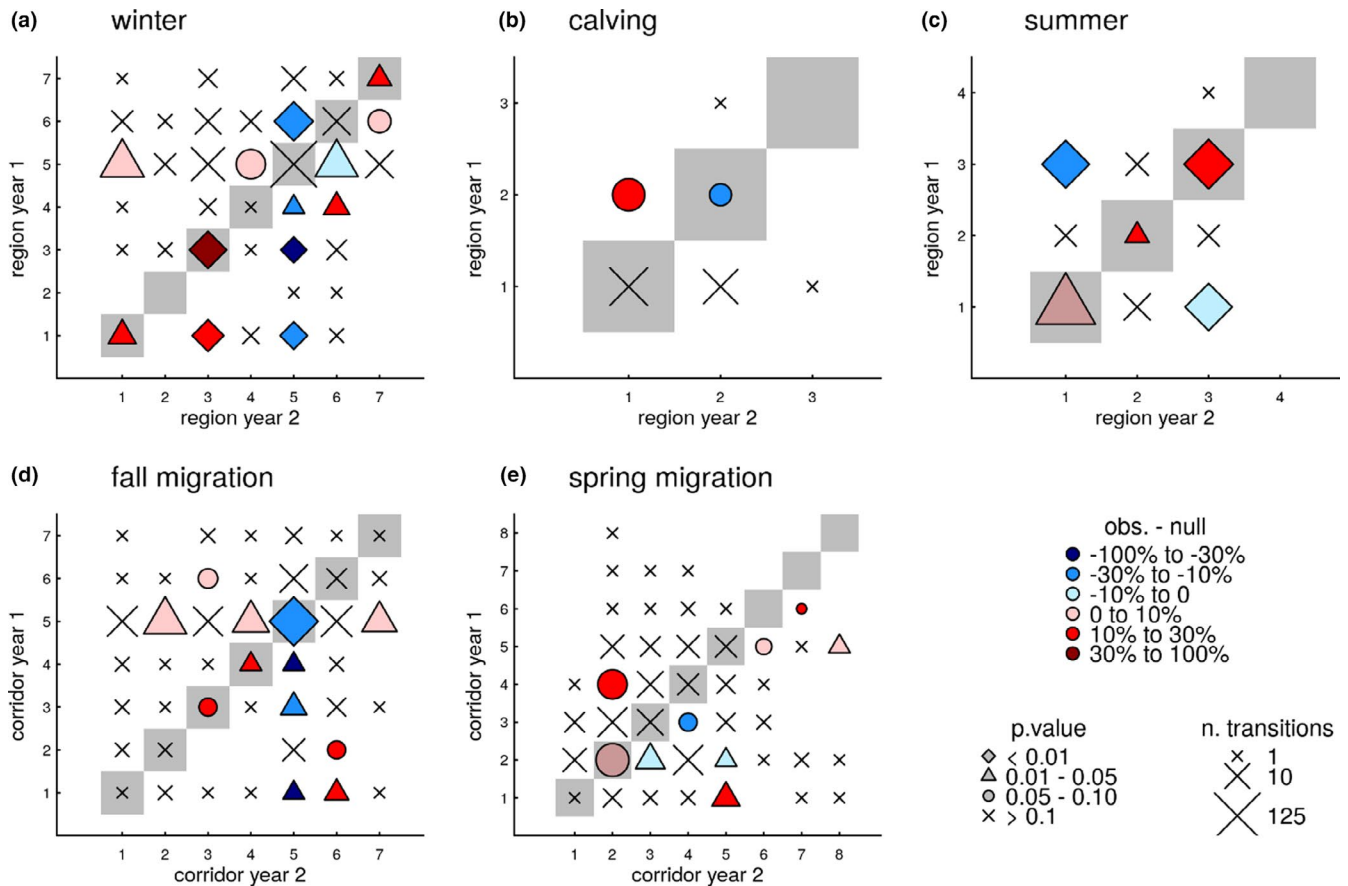 (a) winter
region year 1
7
6
5
4
3
2
1
1 2 3 4 5 6 7
region year 2
(b) calving
region year 1
3
2
1
1 2 3
region year 2
(c) summer
region year 1
4
3
2
1
1 2 3 4
region year 2
(d) fall migration
corridor year 1
7
6
5
4
3
2
1
1 2 3 4 5 6 7
corridor year 2
(e) spring migration
corridor year 1
8
7
6
5
4
3
2
1
1 2 3 4 5 6 7 8
corridor year 2
obs. - null
-100% to -30%
-30% to -10%
-10% to 0
0 to 10%
10% to 30%
30% to 100%
p.value
< 0.01
0.01 - 0.05
0.05 - 0.10
> 0.1
n. transitions
1
10
125